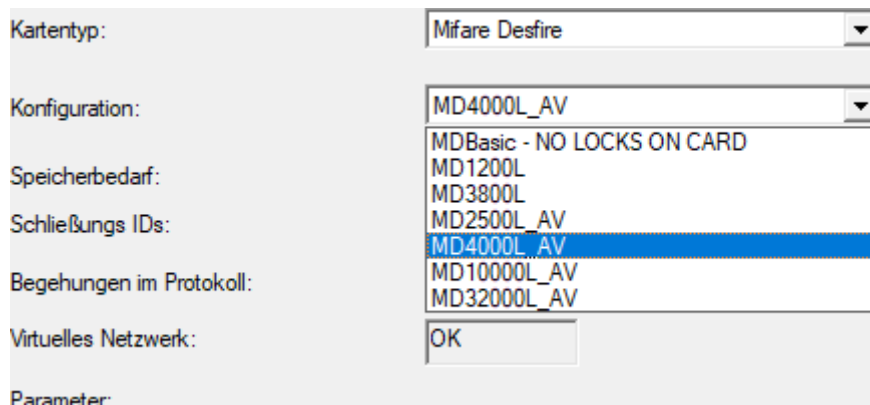 Kartentyp: Mifare Desfire
Konfiguration: MD4000L_AV
MDBasic - NO LOCKS ON CARD
Speicherbedarf: MD1200L
MD3800L
Schließungs IDs: MD2500L_AV
MD4000L_AV
Begehungen im Protokoll: MD10000L_AV
MD32000L_AV
Virtuelles Netzwerk: OK
Parameter: